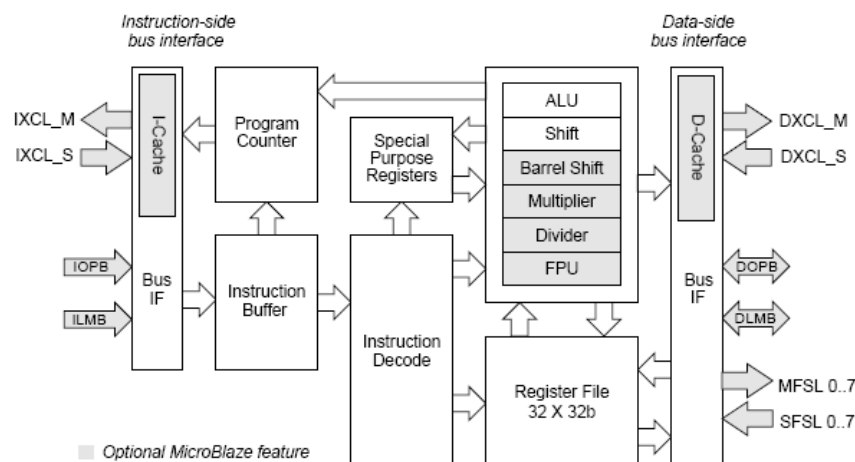 Instruction-side
bus interface
Data-side
bus interface
IXCL_M
IXCL_S
I-Cache
Program
Counter
Special
Purpose
Registers
ALU
Shift
Barrel Shift
Multiplier
Divider
FPU
D-Cache
DXCL_M
DXCL_S
IOPB
ILMB
Bus
IF
Instruction
Buffer
Instruction
Decode
Register File
32 X 32b
Bus
IF
DOPB
DLMB
MFSL 0..7
SFSL 0..7
Optional MicroBlaze feature